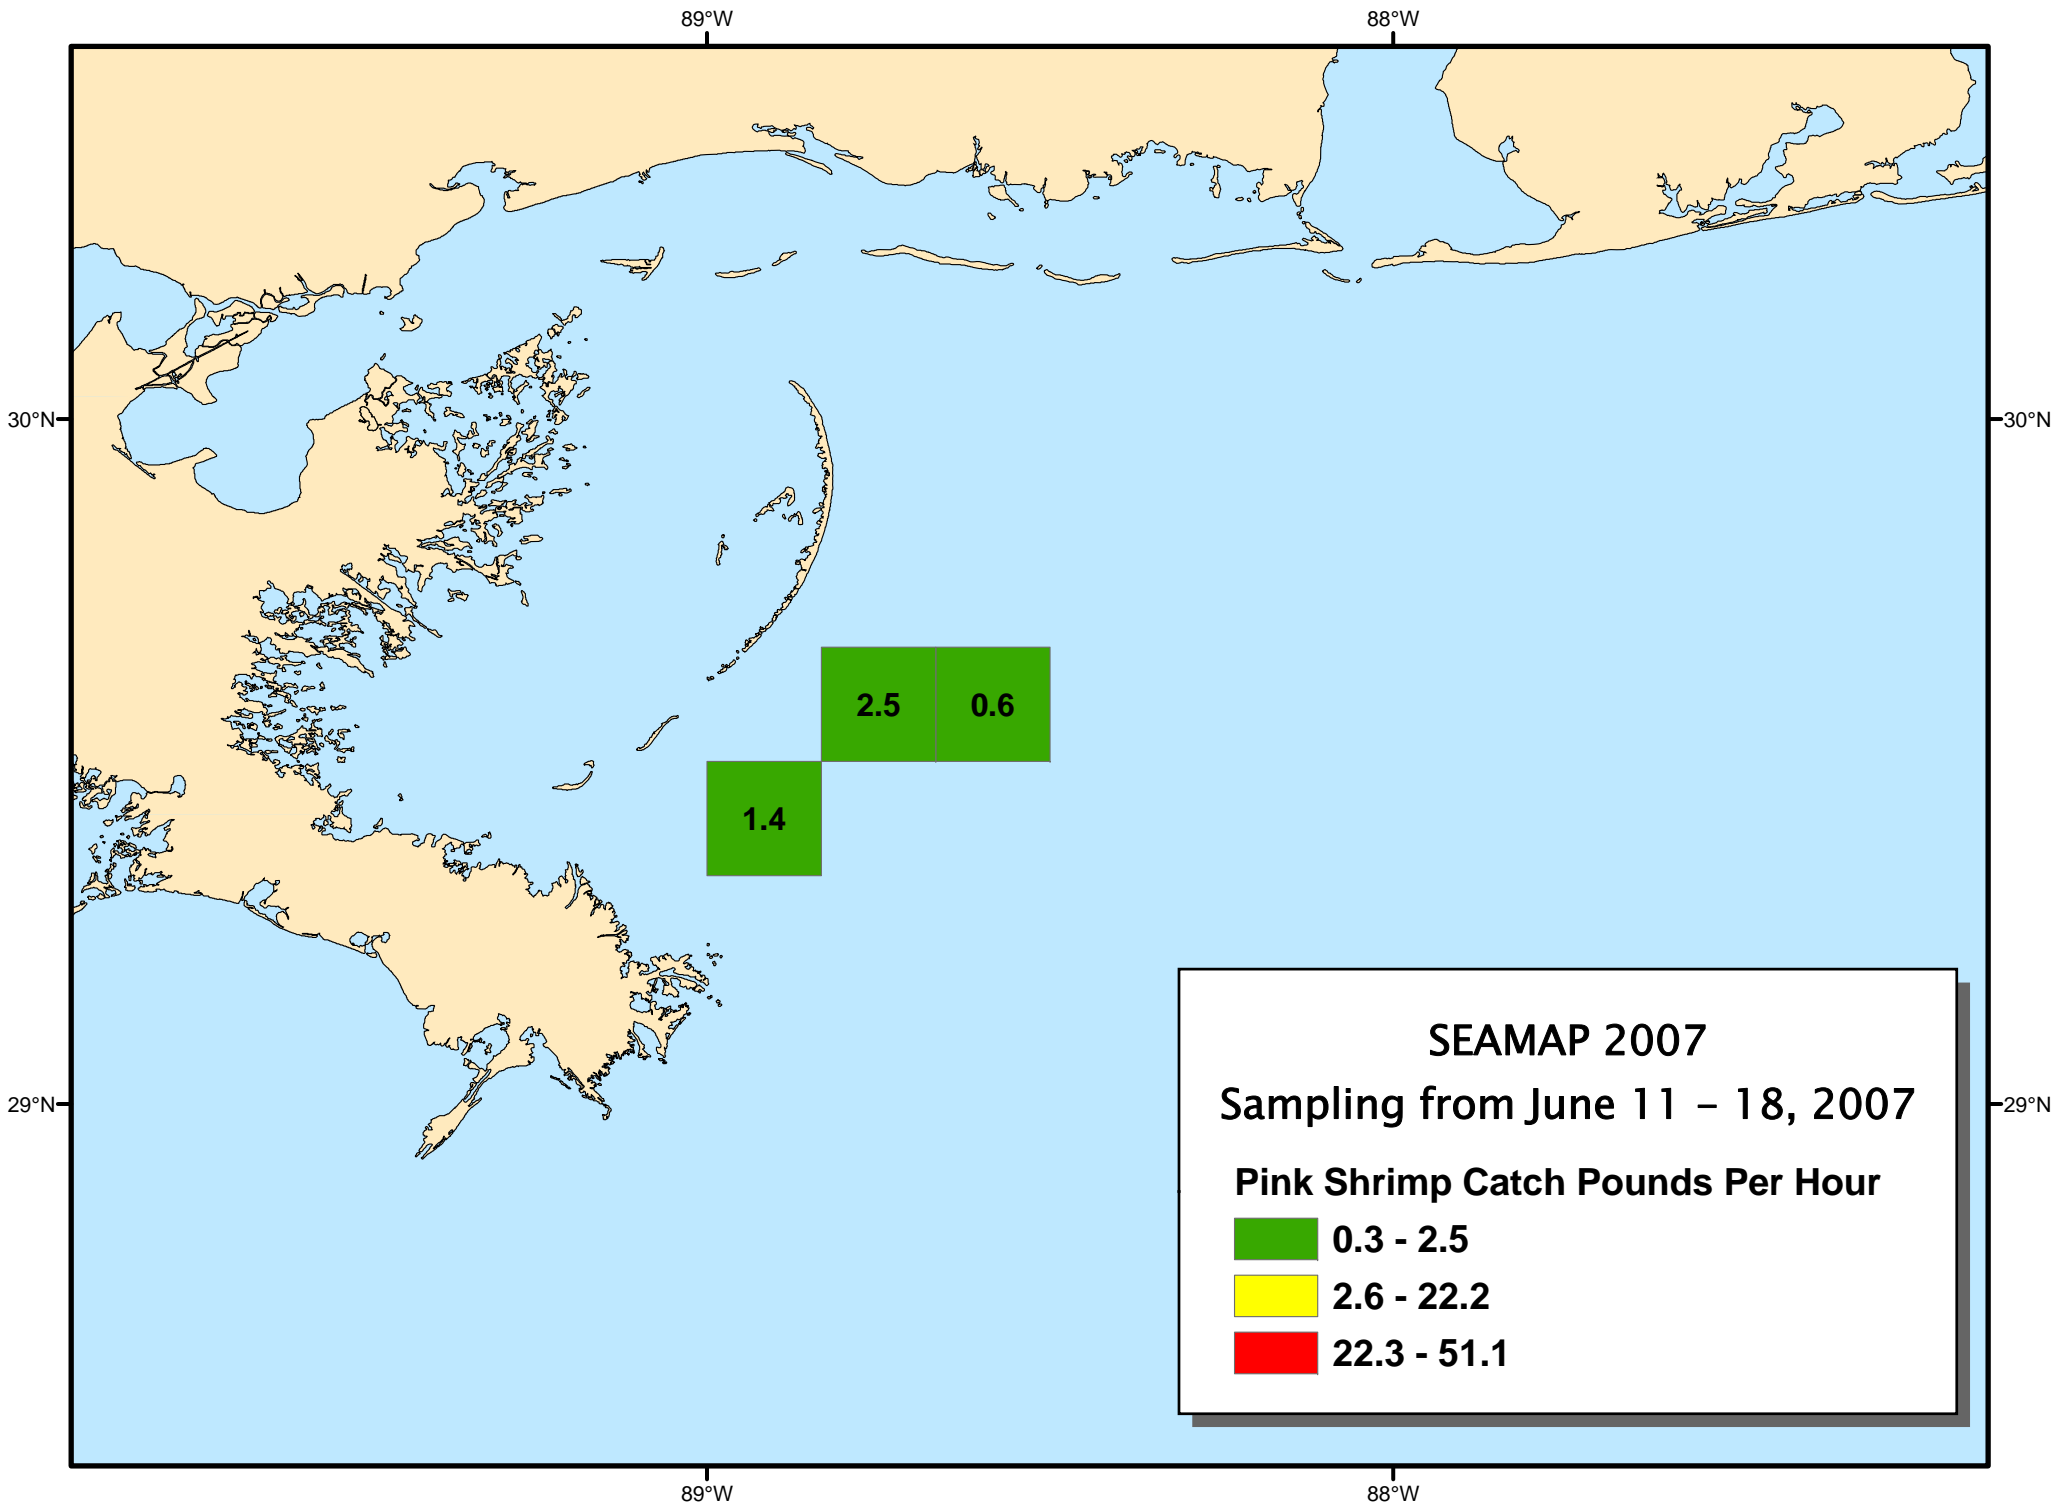 89°W 88°W
30°N 30°N
2.5 0.6
1.4
SEAMAP 2007
29°N Sampling from June 11 – 18, 2007 29°N
Pink Shrimp Catch Pounds Per Hour
0.3 - 2.5
2.6 - 22.2
22.3 - 51.1
89°W 88°W